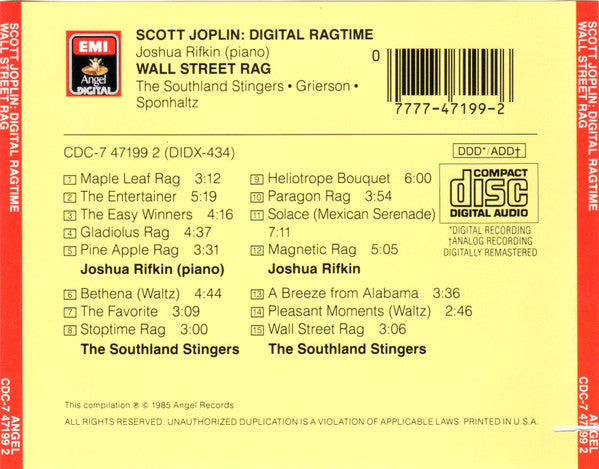 SCOTT JOPLIN: DIGITAL RAGTIME
WALL STREET RAG
ANGEL
CDC-7 47199 2
EMI
Angel
DIGITAL
SCOTT JOPLIN: DIGITAL RAGTIME
Joshua Rifkin (piano)
WALL STREET RAG
The Southland Stingers • Grierson •
Sponhaltz
0
7777-47199-2
CDC-7 47199 2 (DIDX-434)
1 Maple Leaf Rag 3:12
2 The Entertainer 5:19
3 The Easy Winners 4:16
4 Gladiolus Rag 4:37
5 Pine Apple Rag 3:31
Joshua Rifkin (piano)
6 Bethena (Waltz) 4:44
7 The Favorite 3:09
8 Stoptime Rag 3:00
The Southland Stingers
9 Heliotrope Bouquet 6:00
10 Paragon Rag 3:54
11 Solace (Mexican Serenade)
7:11
12 Magnetic Rag 5:05
Joshua Rifkin
13 A Breeze from Alabama 3:36
14 Pleasant Moments (Waltz) 2:46
15 Wall Street Rag 3:06
The Southland Stingers
DDD*/ADD†
COMPACT
disc
DIGITAL AUDIO
*DIGITAL RECORDING
†ANALOG RECORDING
DIGITALLY REMASTERED
This compilation ℗ © 1985 Angel Records
ALL RIGHTS RESERVED. UNAUTHORIZED DUPLICATION IS A VIOLATION OF APPLICABLE LAWS. PRINTED IN U.S.A.
SCOTT JOPLIN: DIGITAL RAGTIME
WALL STREET RAG
ANGEL
CDC-7 47199 2